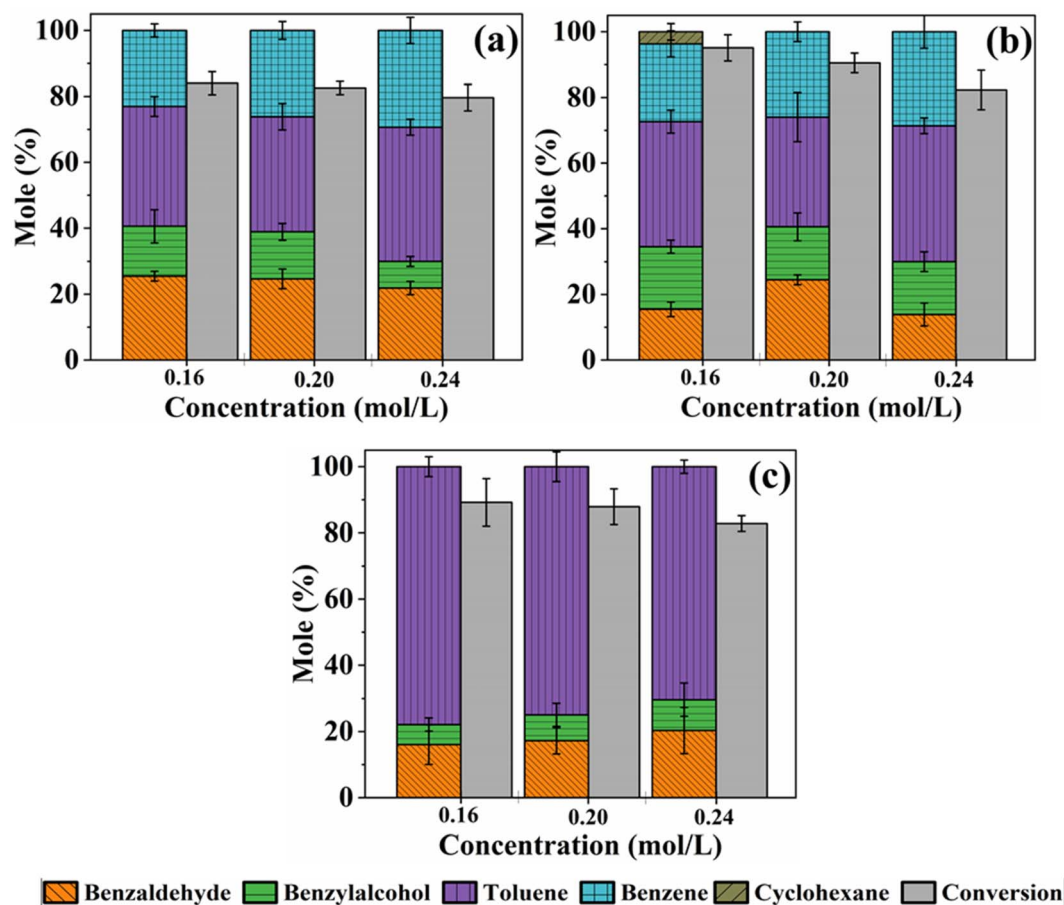 (a)
100
80
60
40
20
0
Mole (%)
0.16 0.20 0.24
Concentration (mol/L)
(b)
100
80
60
40
20
0
Mole (%)
0.16 0.20 0.24
Concentration (mol/L)
(c)
100
80
60
40
20
0
Mole (%)
0.16 0.20 0.24
Concentration (mol/L)
Benzaldehyde Benzylalcohol Toluene Benzene Cyclohexane Conversion